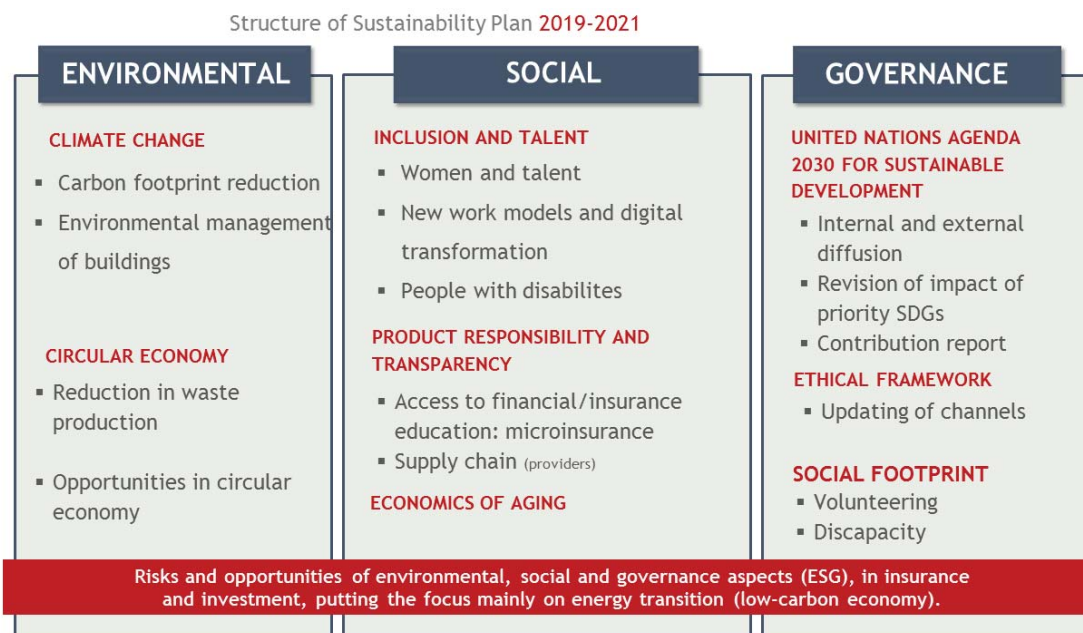 Structure of Sustainability Plan 2019-2021
ENVIRONMENTAL
CLIMATE CHANGE
▪ Carbon footprint reduction
▪ Environmental management
of buildings
CIRCULAR ECONOMY
▪ Reduction in waste
production
▪ Opportunities in circular
economy
SOCIAL
INCLUSION AND TALENT
▪ Women and talent
▪ New work models and digital
transformation
▪ People with disabilites
PRODUCT RESPONSIBILITY AND
TRANSPARENCY
▪ Access to financial/insurance
education: microinsurance
▪ Supply chain (providers)
ECONOMICS OF AGING
GOVERNANCE
UNITED NATIONS AGENDA
2030 FOR SUSTAINABLE
DEVELOPMENT
▪ Internal and external
diffusion
▪ Revision of impact of
priority SDGs
▪ Contribution report
ETHICAL FRAMEWORK
▪ Updating of channels
SOCIAL FOOTPRINT
▪ Volunteering
▪ Discapacity
Risks and opportunities of environmental, social and governance aspects (ESG), in insurance
and investment, putting the focus mainly on energy transition (low-carbon economy).